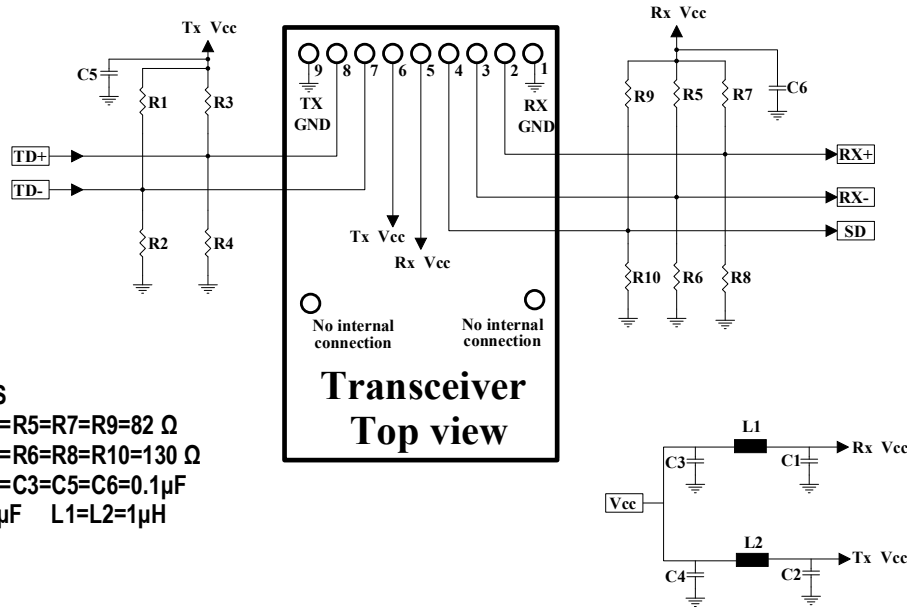 Tx Vcc
C5
R1
R3
TD+
TD-
R2
R4
9 8 7 6 5 4 3 2 1
TX
GND
RX
GND
Tx Vcc
Rx Vcc
No internal
connection
No internal
connection
Transceiver
Top view
Rx Vcc
R9
R5
R7
C6
RX+
RX-
SD
R10
R6
R8
S
=R5=R7=R9=82 Ω
=R6=R8=R10=130 Ω
=C3=C5=C6=0.1µF
µF L1=L2=1µH
L1
C3
C1
Rx Vcc
Vcc
L2
C4
C2
Tx Vcc